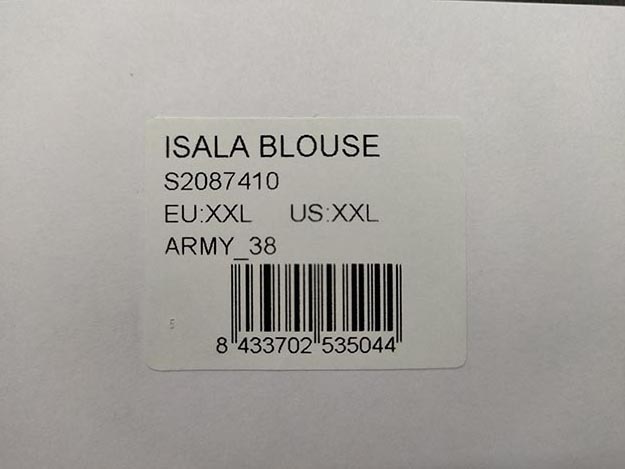 ISALA BLOUSE
S2087410
EU:XXL US:XXL
ARMY_38
8 433702 535044